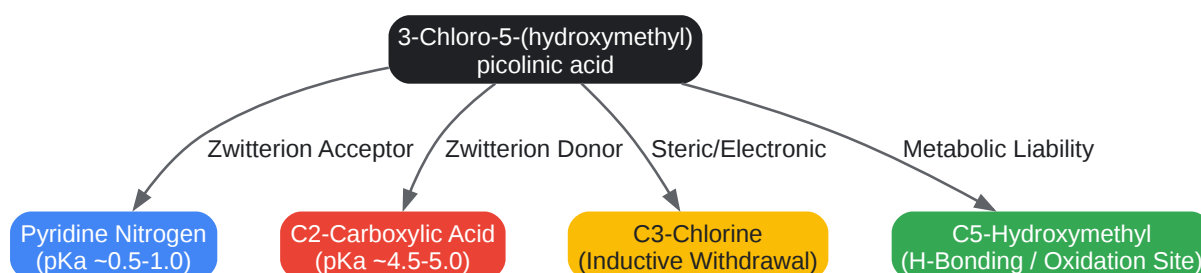 3-Chloro-5-(hydroxymethyl)
picolinic acid
Zwitterion Acceptor
Zwitterion Donor
Steric/Electronic
Metabolic Liability
Pyridine Nitrogen
(pKa ~0.5-1.0)
C2-Carboxylic Acid
(pKa ~4.5-5.0)
C3-Chlorine
(Inductive Withdrawal)
C5-Hydroxymethyl
(H-Bonding / Oxidation Site)